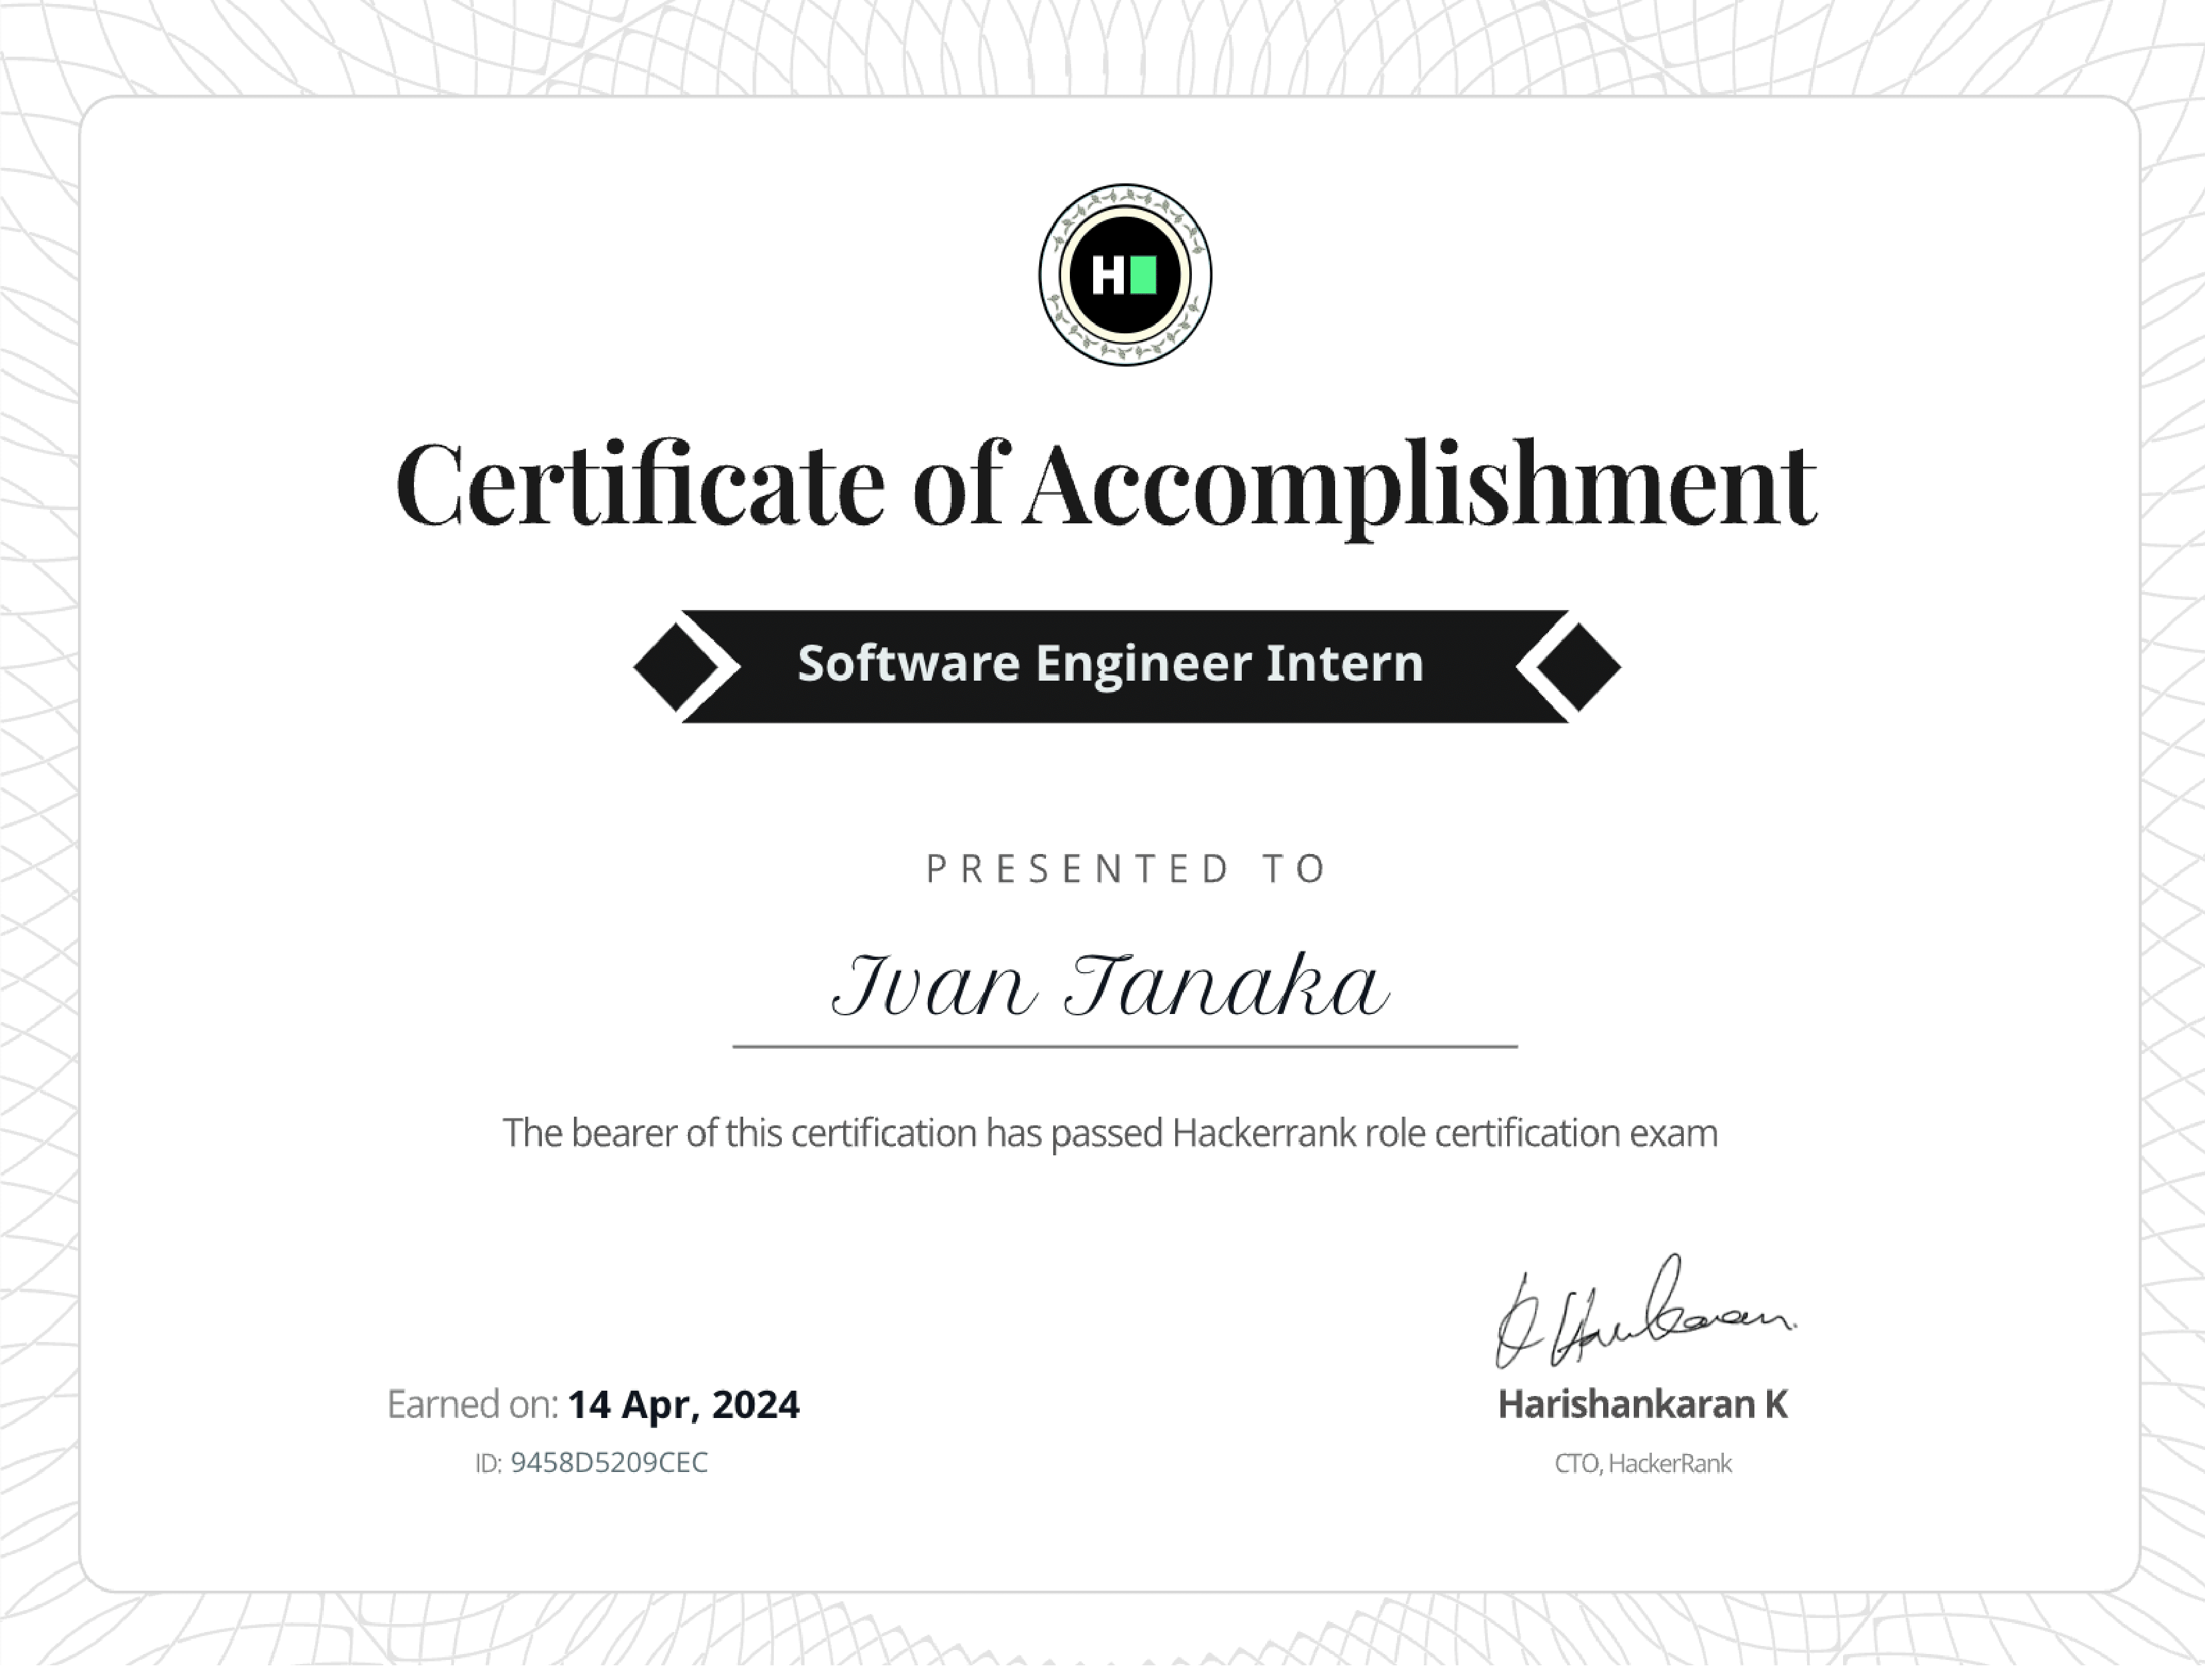 H
Certificate of Accomplishment
Software Engineer Intern
PRESENTED TO
Ivan Tanaka
The bearer of this certification has passed Hackerrank role certification exam
Earned on: 14 Apr, 2024
ID: 9458D5209CEC
Harishankaran K
CTO, HackerRank